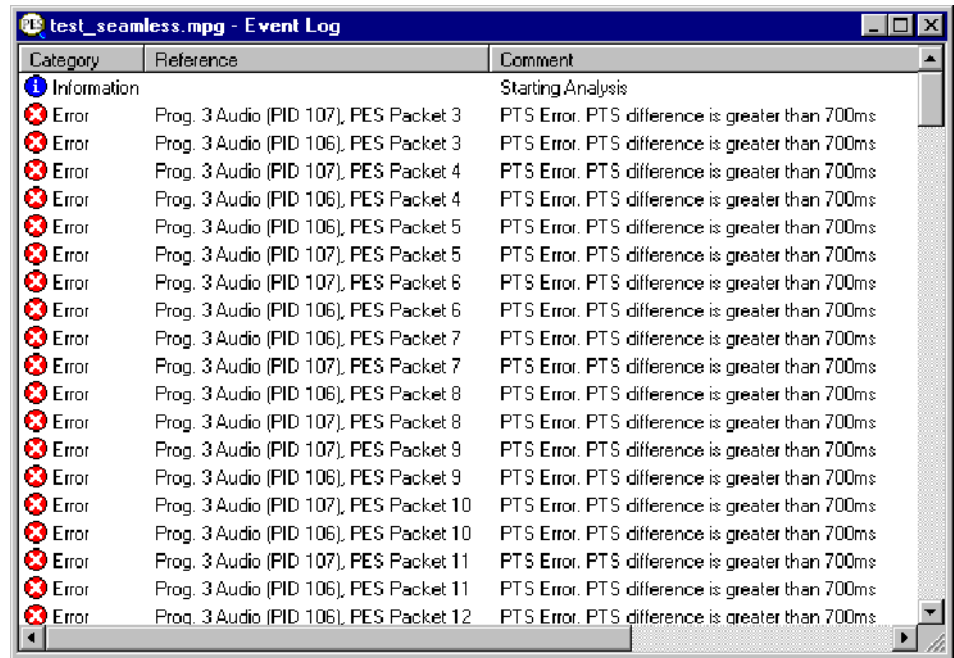 PES test_seamless.mpg - Event Log
Category Reference Comment
Information Starting Analysis
Error Prog. 3 Audio (PID 107), PES Packet 3 PTS Error. PTS difference is greater than 700ms
Error Prog. 3 Audio (PID 106), PES Packet 3 PTS Error. PTS difference is greater than 700ms
Error Prog. 3 Audio (PID 107), PES Packet 4 PTS Error. PTS difference is greater than 700ms
Error Prog. 3 Audio (PID 106), PES Packet 4 PTS Error. PTS difference is greater than 700ms
Error Prog. 3 Audio (PID 106), PES Packet 5 PTS Error. PTS difference is greater than 700ms
Error Prog. 3 Audio (PID 107), PES Packet 5 PTS Error. PTS difference is greater than 700ms
Error Prog. 3 Audio (PID 107), PES Packet 6 PTS Error. PTS difference is greater than 700ms
Error Prog. 3 Audio (PID 106), PES Packet 6 PTS Error. PTS difference is greater than 700ms
Error Prog. 3 Audio (PID 106), PES Packet 7 PTS Error. PTS difference is greater than 700ms
Error Prog. 3 Audio (PID 107), PES Packet 7 PTS Error. PTS difference is greater than 700ms
Error Prog. 3 Audio (PID 106), PES Packet 8 PTS Error. PTS difference is greater than 700ms
Error Prog. 3 Audio (PID 107), PES Packet 8 PTS Error. PTS difference is greater than 700ms
Error Prog. 3 Audio (PID 107), PES Packet 9 PTS Error. PTS difference is greater than 700ms
Error Prog. 3 Audio (PID 106), PES Packet 9 PTS Error. PTS difference is greater than 700ms
Error Prog. 3 Audio (PID 107), PES Packet 10 PTS Error. PTS difference is greater than 700ms
Error Prog. 3 Audio (PID 106), PES Packet 10 PTS Error. PTS difference is greater than 700ms
Error Prog. 3 Audio (PID 107), PES Packet 11 PTS Error. PTS difference is greater than 700ms
Error Prog. 3 Audio (PID 106), PES Packet 11 PTS Error. PTS difference is greater than 700ms
Error Prog. 3 Audio (PID 106), PES Packet 12 PTS Error. PTS difference is greater than 700ms